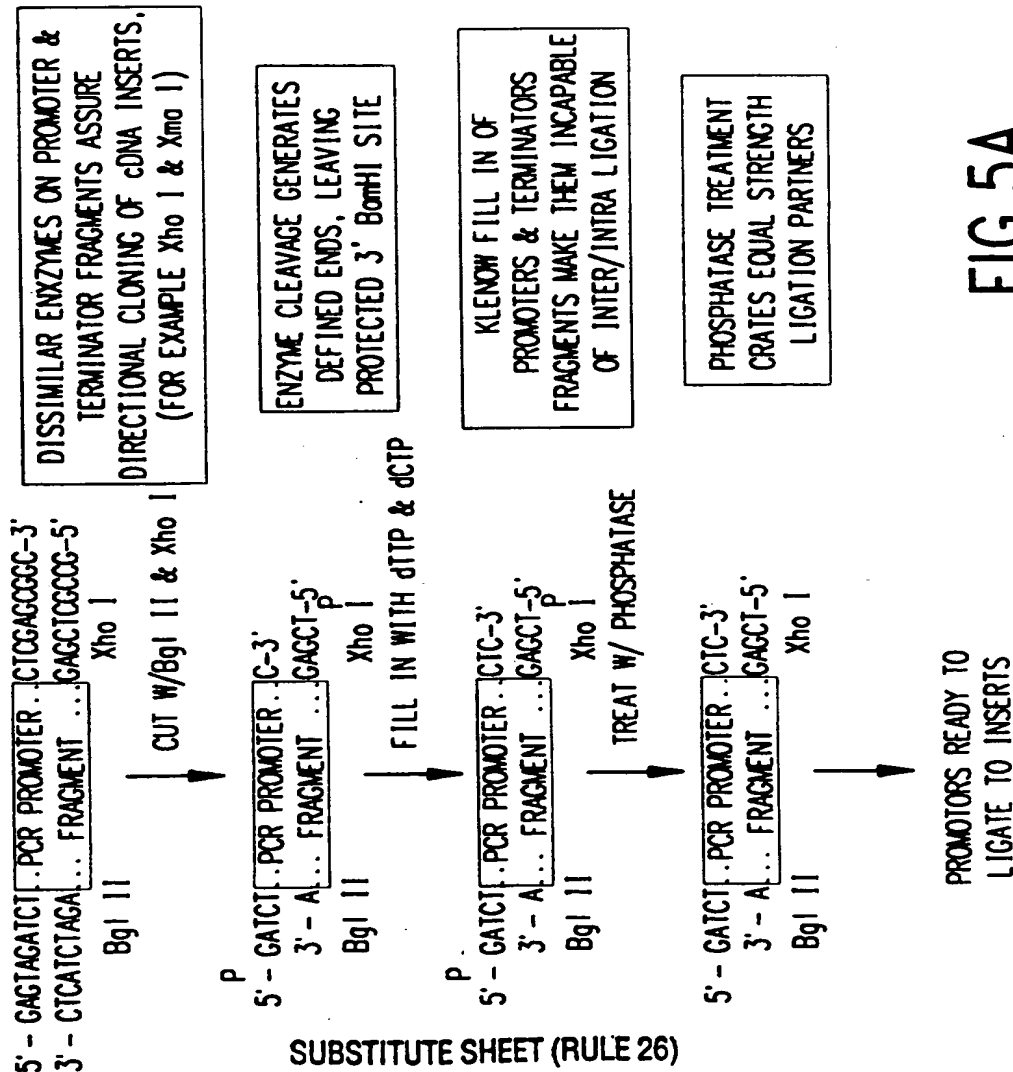 5' - GAGTAGATCT..PCR PROMOTER..CTCGAGCGGC-3'
3' - CTCATCTAGA... FRAGMENT ...GAGCTCGCCG-5'
Bgl II
Xho I
DISSIMILAR ENXZYMES ON PROMOTER &
TERMINATOR FRAGMENTS ASSURE
DIRECTIONAL CLONING OF cDNA INSERTS,
(FOR EXAMPLE Xho I & Xma I)
CUT W/Bgl II & Xho I
P
5' - GATCT..PCR PROMOTER..C-3'
3' - A... FRAGMENT ...GAGCT-5'
P
Bgl II
Xho I
ENZYME CLEAVAGE GENERATES
DEFINED ENDS, LEAVING
PROTECTED 3' BamHI SITE
FILL IN WITH dTTP & dCTP
P
5' - GATCT..PCR PROMOTER..CTC-3'
3' - A... FRAGMENT ...GAGCT-5'
P
Bgl II
Xho I
KLENOW FILL IN OF
PROMOTERS & TERMINATORS
FRAGMENTS MAKE THEM INCAPABLE
OF INTER/INTRA LIGATION
TREAT W/ PHOSPHATASE
5' - GATCT..PCR PROMOTER..CTC-3'
3' - A... FRAGMENT ...GAGCT-5'
Bgl II
Xho I
PHOSPHATASE TREATMENT
CRATES EQUAL STRENGTH
LIGATION PARTNERS
PROMOTORS READY TO
LIGATE TO INSERTS
FIG.5A
SUBSTITUTE SHEET (RULE 26)